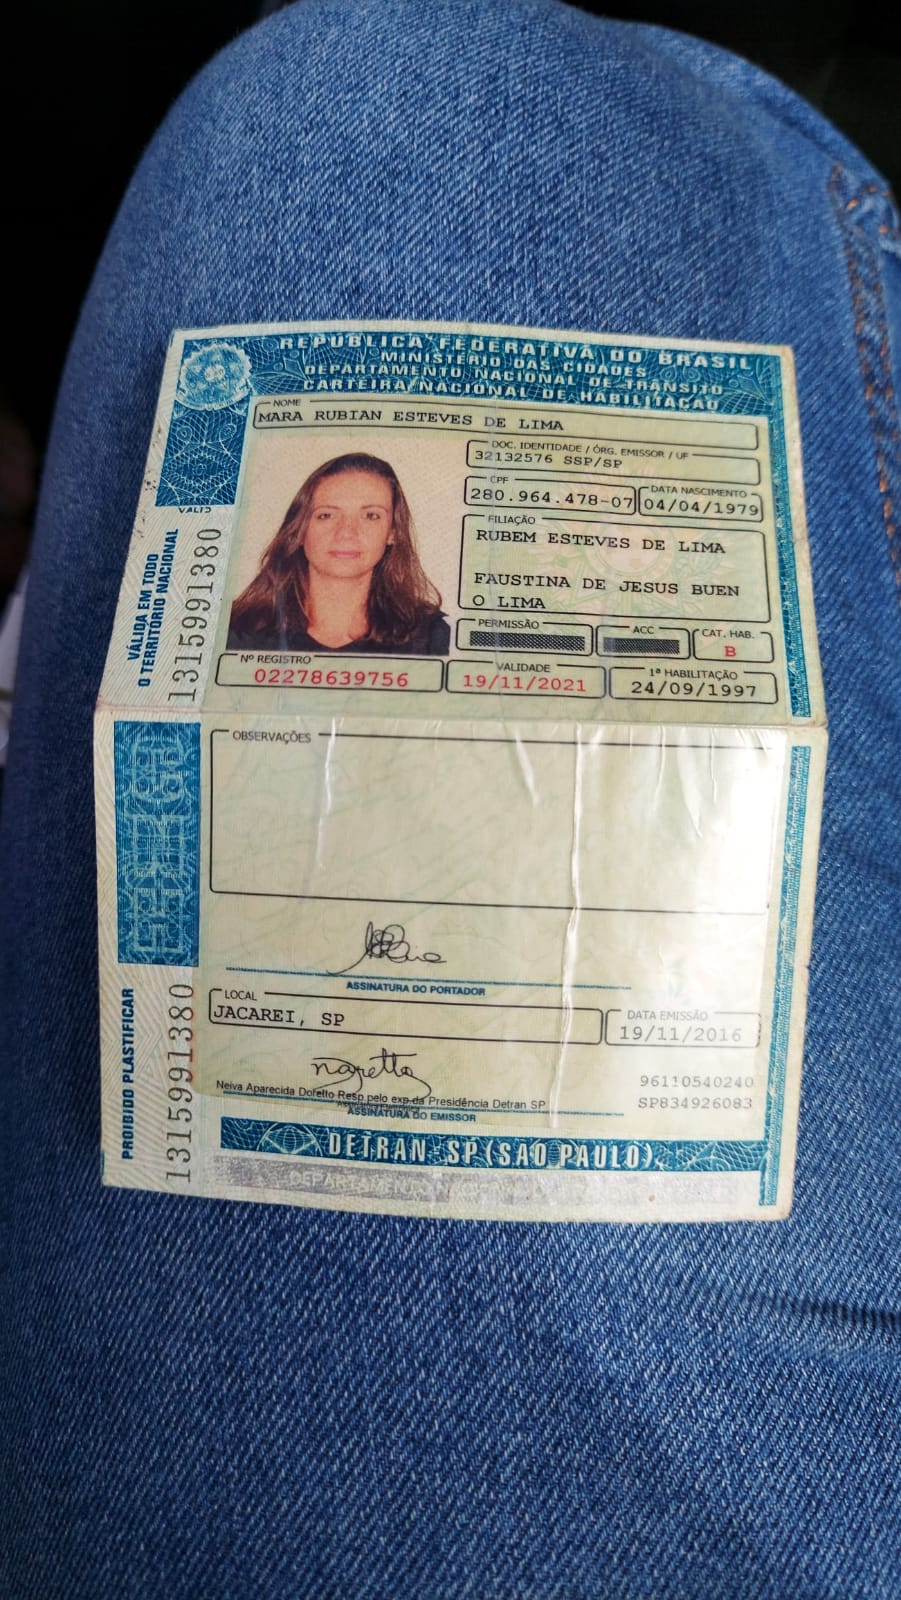 REPÚBLICA FEDERATIVA DO BRASIL
MINISTÉRIO DAS CIDADES
DEPARTAMENTO NACIONAL DE TRÂNSITO
CARTEIRA NACIONAL DE HABILITAÇÃO
NOME
MARA RUBIAN ESTEVES DE LIMA
DOC. IDENTIDADE / ÓRG. EMISSOR / UF
32132576 SSP/SP
CPF
280.964.478-07
DATA NASCIMENTO
04/04/1979
FILIAÇÃO
RUBEM ESTEVES DE LIMA
FAUSTINA DE JESUS BUEN
O LIMA
PERMISSÃO
ACC
CAT. HAB.
B
Nº REGISTRO
02278639756
VALIDADE
19/11/2021
1ª HABILITAÇÃO
24/09/1997
VÁLIDA EM TODO
O TERRITÓRIO NACIONAL
1315991380
OBSERVAÇÕES
ASSINATURA DO PORTADOR
LOCAL
JACAREI, SP
DATA EMISSÃO
19/11/2016
Neiva Aparecida Doretto Resp pelo exp.da Presidência Detran SP
ASSINATURA DO EMISSOR
96110540240
SP834926083
PROIBIDO PLASTIFICAR
1315991380
DETRAN-SP (SÃO PAULO)